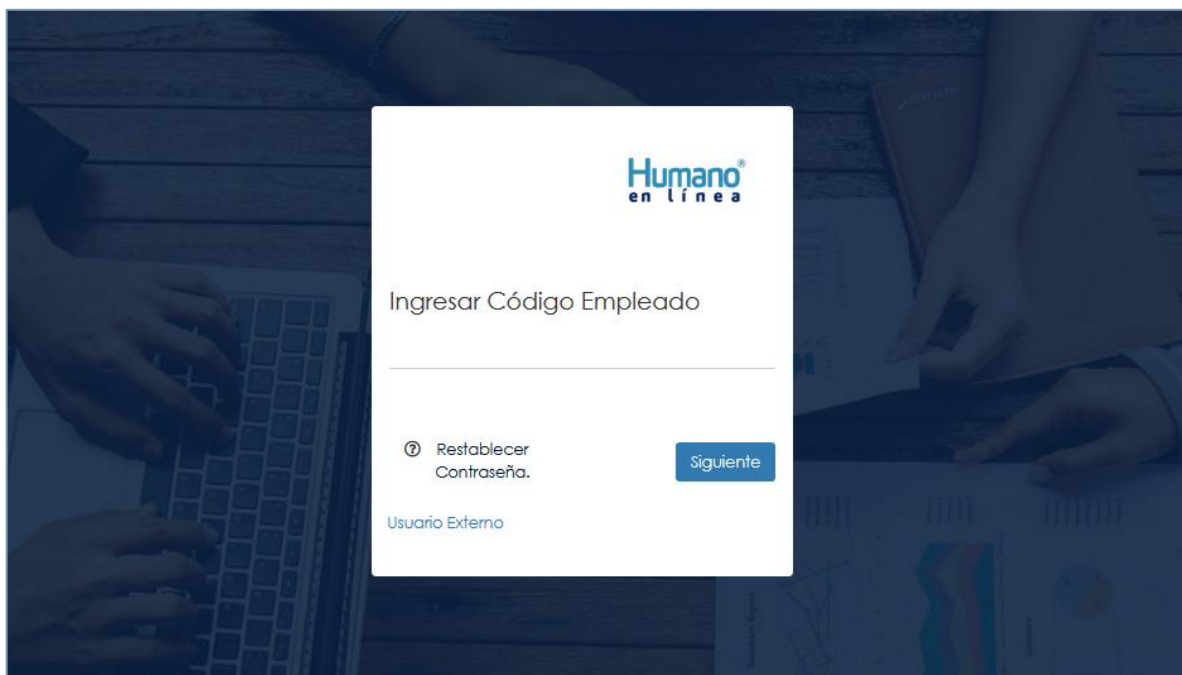 Humano®
en línea
Ingresar Código Empleado
Restablecer
Contraseña.
Siguiente
Usuario Externo